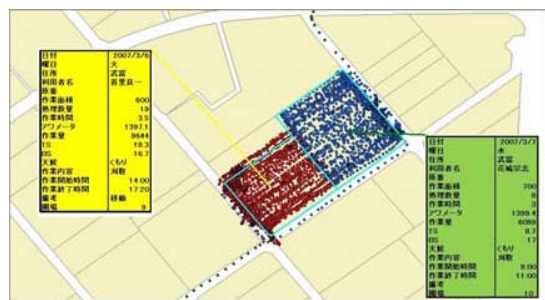 日付 2007/3/6
曜日 火
住所 武富
利用者名
原番
作業面積 600
処理数量 19
作業時間 3.5
アワメータ 1397.1
作業量 9644
TS 18.3
BS 16.7
天候 くもり
作業内容 刈取
作業開始時間 14:00
作業終了時間 17:20
備考 移動
圃場 9
日付 2007/3/7
曜日 水
住所 武富
利用者名
原番
作業面積 700
処理数量 8
作業時間 3
アワメータ 1399.4
作業量 6089
TS 8.7
BS 17
天候 くもり
作業内容 刈取
作業開始時間 8:00
作業終了時間 11:00
備考
圃場 10